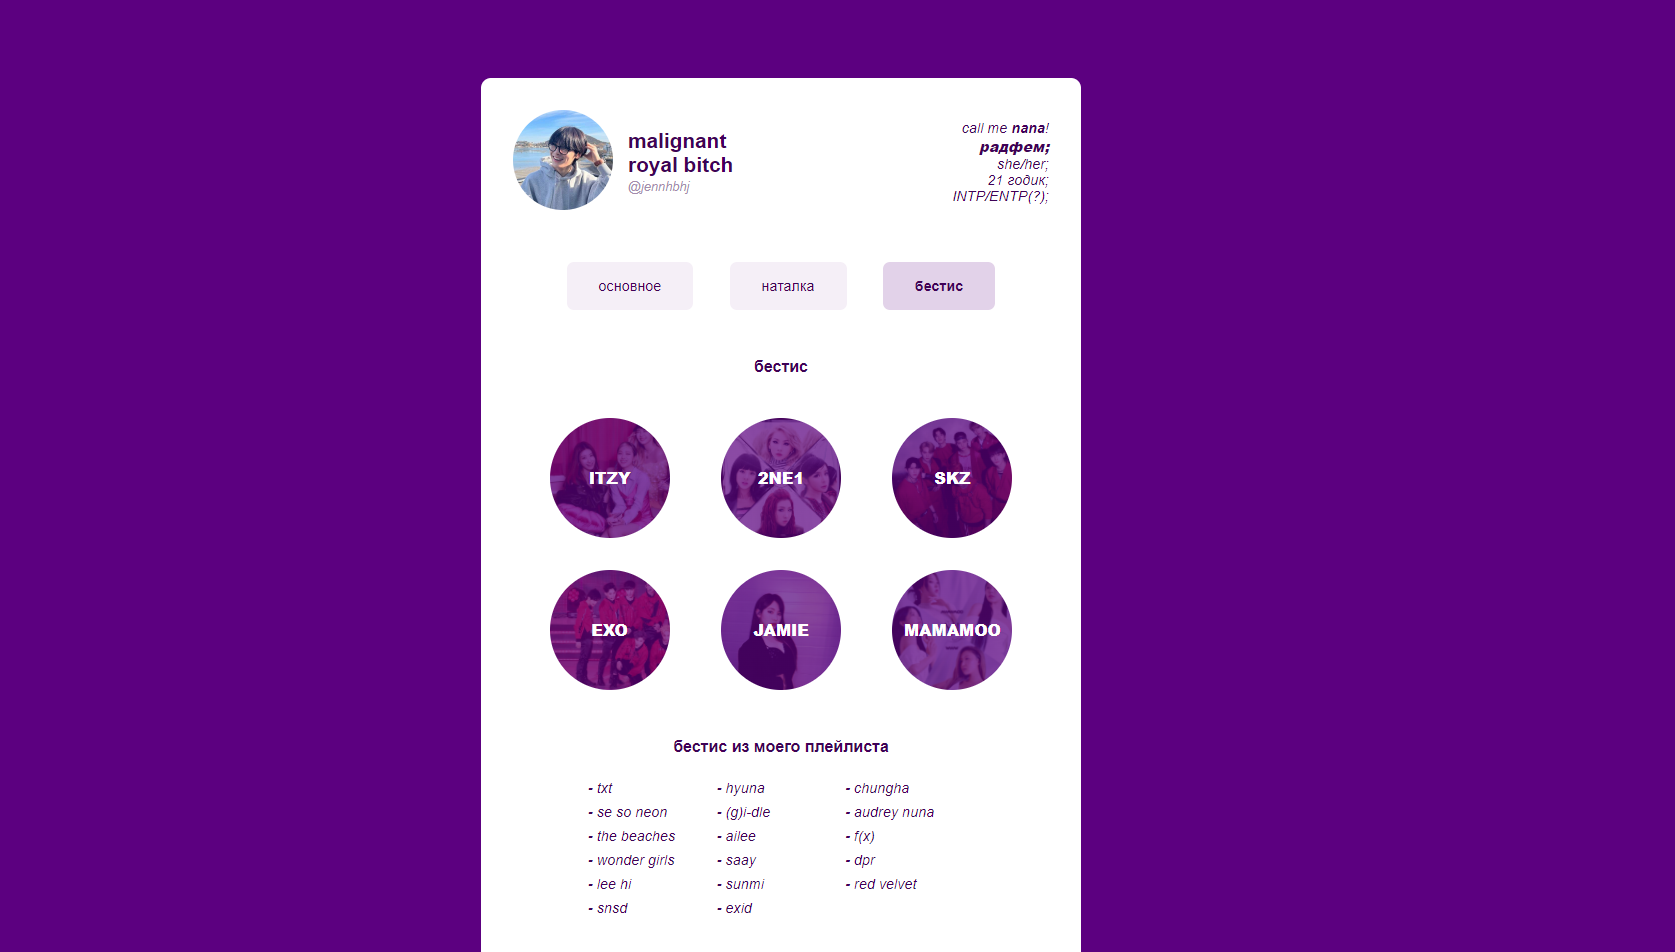 malignant
royal bitch
@jennhbhj
call me nana!
радфем;
she/her;
21 годик;
INTP/ENTP(?);
основное
наталка
бестис
бестис
ITZY
2NE1
SKZ
EXO
JAMIE
MAMAMOO
бестис из моего плейлиста
- txt
- se so neon
- the beaches
- wonder girls
- lee hi
- snsd
- hyuna
- (g)i-dle
- ailee
- saay
- sunmi
- exid
- chungha
- audrey nuna
- f(x)
- dpr
- red velvet